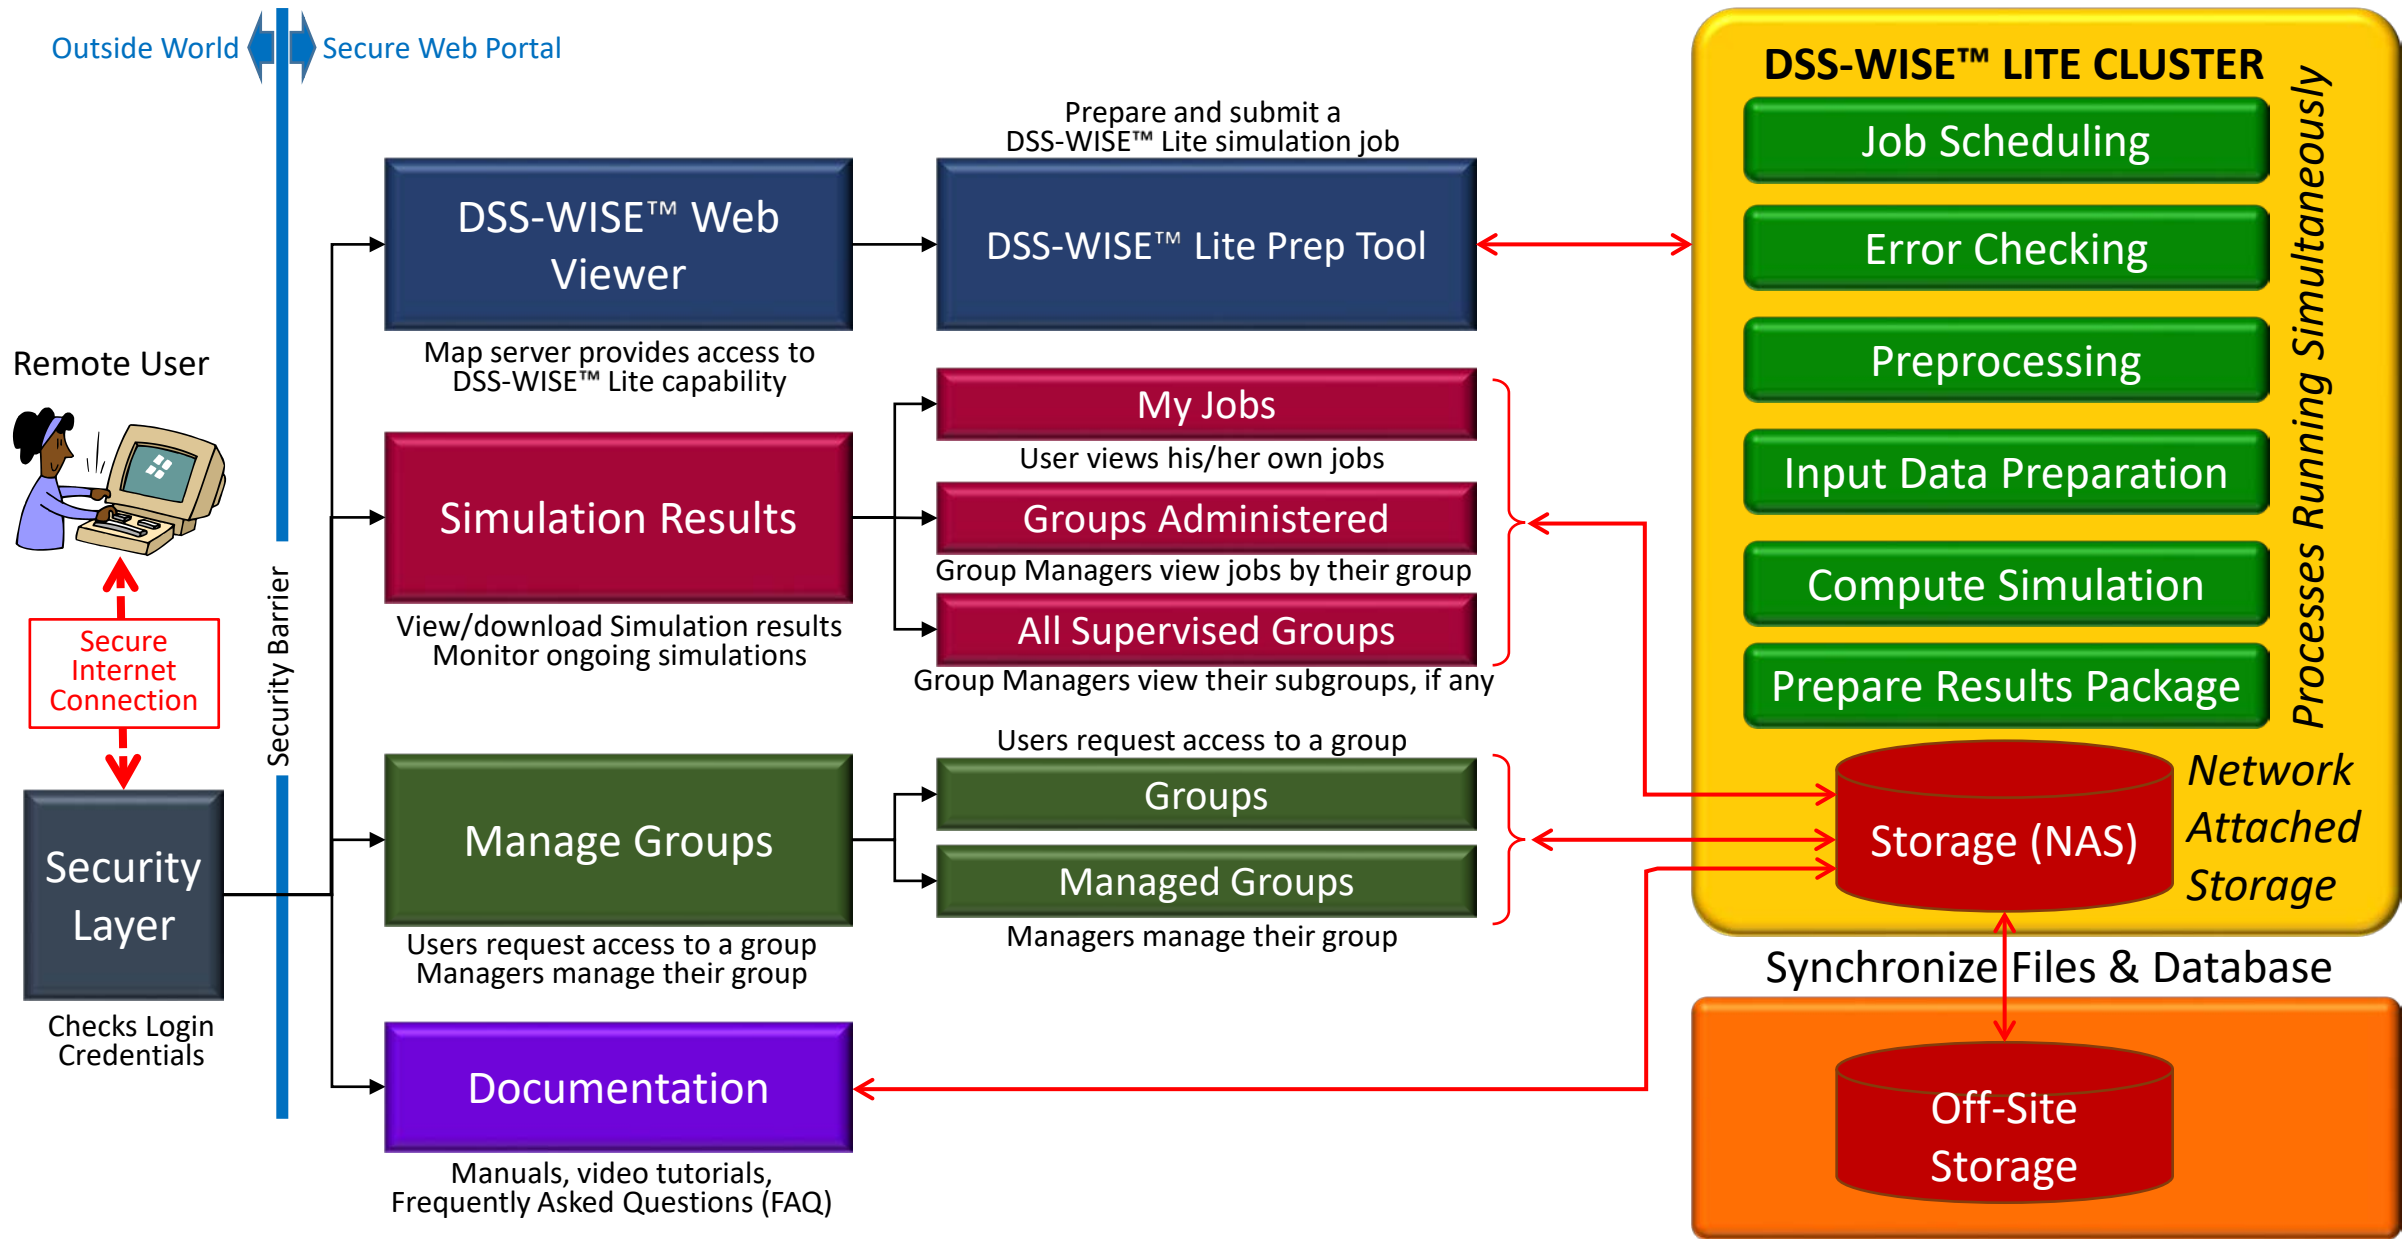 Outside World
Secure Web Portal
Remote User
Secure
Internet
Connection
Security Barrier
Security
Layer
Checks Login
Credentials
DSS-WISE™ Web
Viewer
Map server provides access to
DSS-WISE™ Lite capability
Prepare and submit a
DSS-WISE™ Lite simulation job
DSS-WISE™ Lite Prep Tool
Simulation Results
View/download Simulation results
Monitor ongoing simulations
My Jobs
User views his/her own jobs
Groups Administered
Group Managers view jobs by their group
All Supervised Groups
Group Managers view their subgroups, if any
Manage Groups
Users request access to a group
Managers manage their group
Users request access to a group
Groups
Managed Groups
Managers manage their group
Documentation
Manuals, video tutorials,
Frequently Asked Questions (FAQ)
DSS-WISE™ LITE CLUSTER
Job Scheduling
Error Checking
Preprocessing
Input Data Preparation
Compute Simulation
Prepare Results Package
Processes Running Simultaneously
Storage (NAS)
Network
Attached
Storage
Synchronize Files & Database
Off-Site
Storage